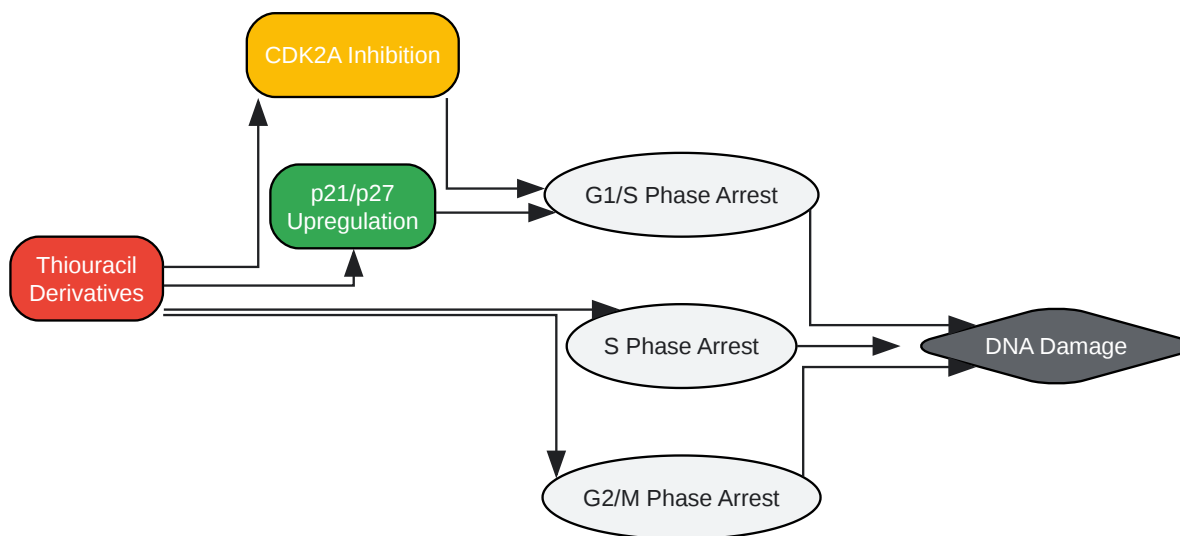 CDK2A Inhibition
p21/p27
Upregulation
G1/S Phase Arrest
Thiouracil
Derivatives
S Phase Arrest
DNA Damage
G2/M Phase Arrest